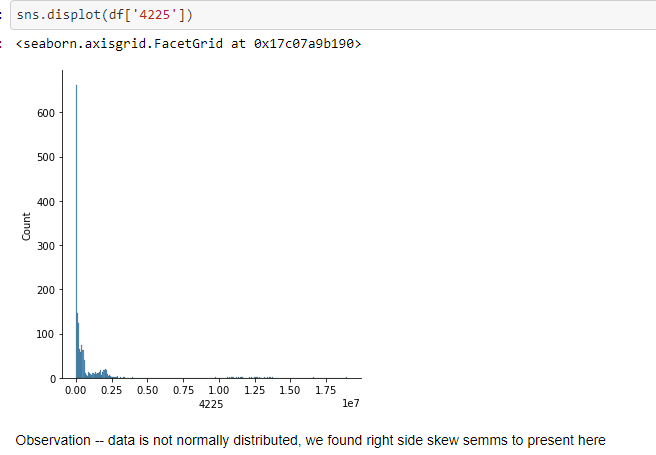 sns.displot(df['4225'])
<seaborn.axisgrid.FacetGrid at 0x17c07a9b190>
600
500
400
300
200
100
0
Count
0.00 0.25 0.50 0.75 1.00 1.25 1.50 1.75
4225
1e7
Observation -- data is not normally distributed, we found right side skew semms to present here